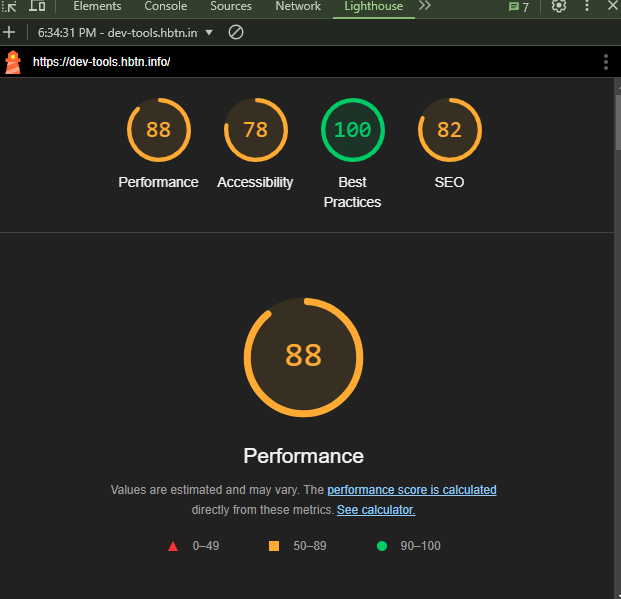 Elements Console Sources Network Lighthouse 7
6:34:31 PM - dev-tools.hbtn.in
https://dev-tools.hbtn.info/
88 78 100 82
Performance Accessibility Best Practices SEO
88
Performance
Values are estimated and may vary. The performance score is calculated
directly from these metrics. See calculator.
0–49 50–89 90–100